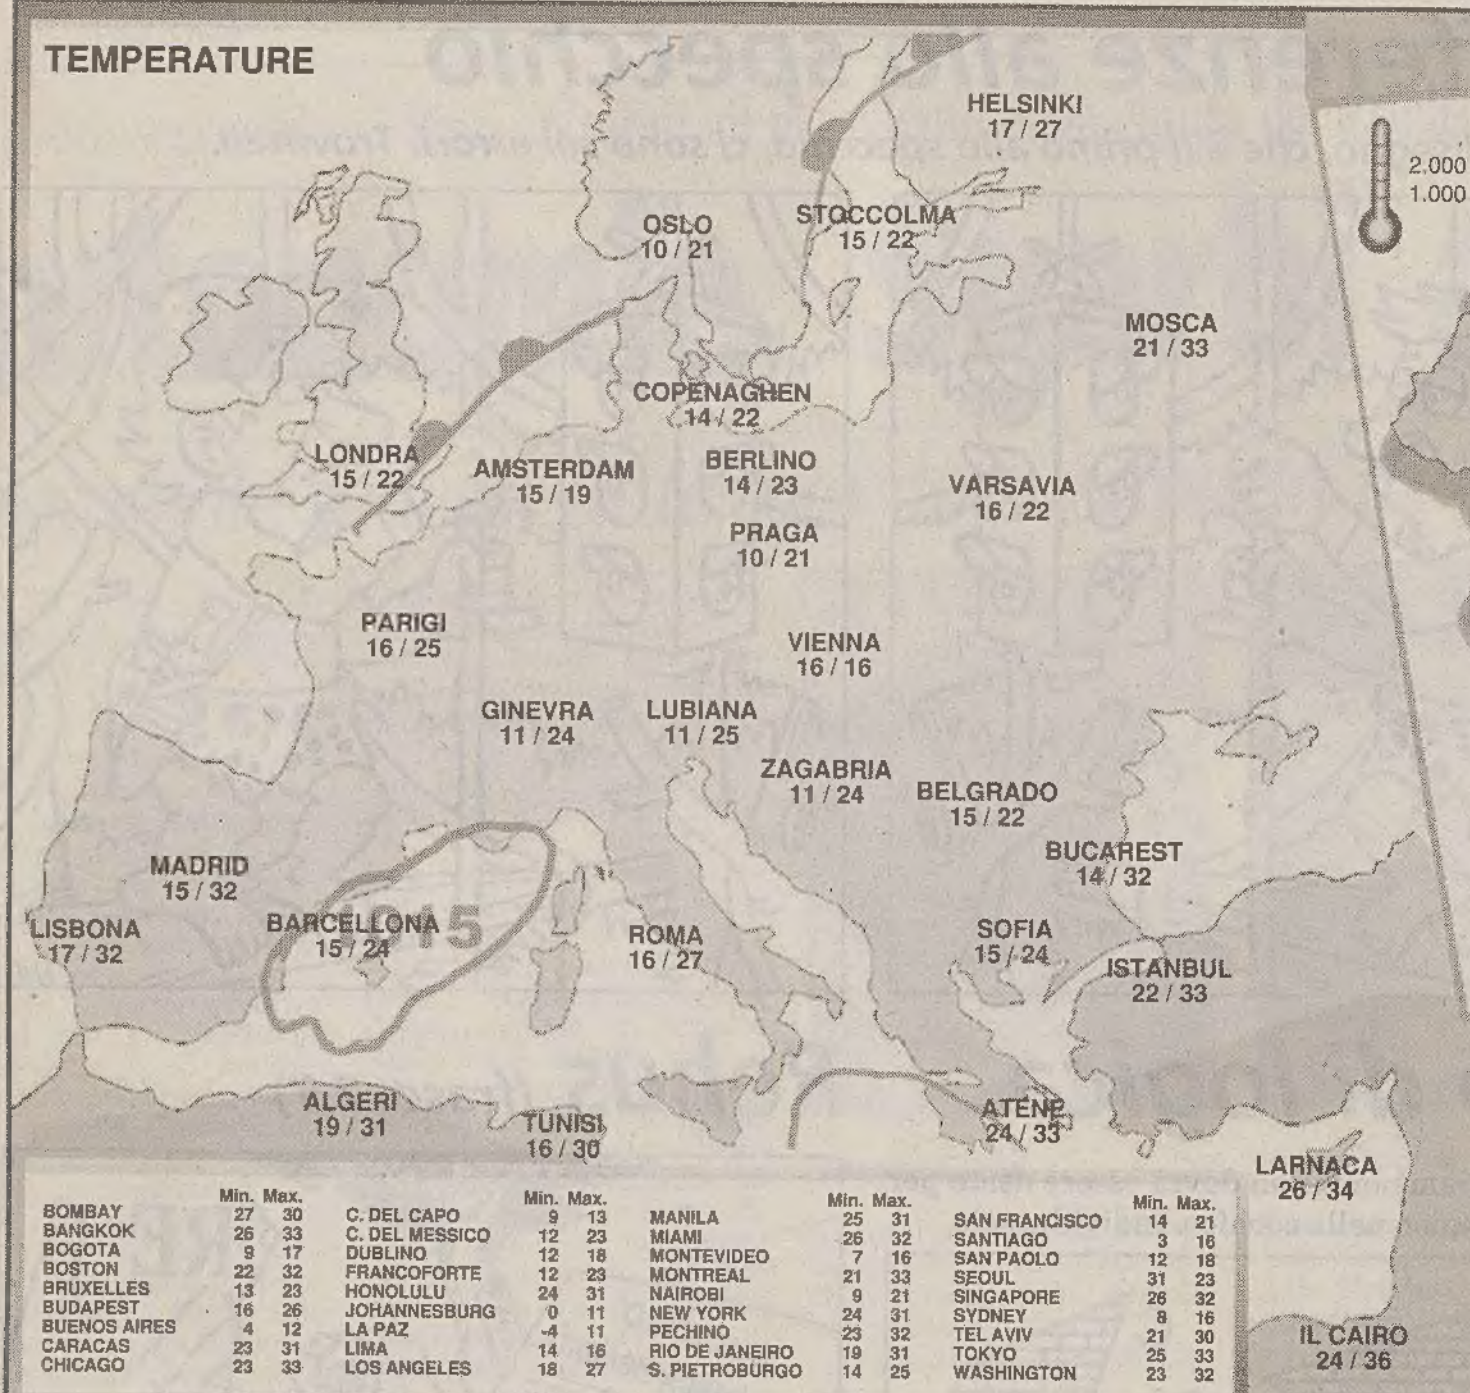 TEMPERATURE
HELSINKI
17 / 27
2.000
1.000
OSLO
10 / 21
STOCCOLMA
15 / 22
MOSCA
21 / 33
COPENAGHEN
14 / 22
LONDRA
15 / 22
AMSTERDAM
15 / 19
BERLINO
14 / 23
VARSAVIA
16 / 22
PRAGA
10 / 21
PARIGI
16 / 25
VIENNA
16 / 16
GINEVRA
11 / 24
LUBIANA
11 / 25
ZAGABRIA
11 / 24
BELGRADO
15 / 22
BUCAREST
14 / 32
MADRID
15 / 32
LISBONA
17 / 32
1015
BARCELLONA
15 / 24
ROMA
16 / 27
SOFIA
15 / 24
ISTANBUL
22 / 33
ALGERI
19 / 31
TUNISI
16 / 30
ATENE
24 / 33
LARNACA
26 / 34
IL CAIRO
24 / 36
Min. Max.
BOMBAY 27 30
BANGKOK 26 33
BOGOTA 9 17
BOSTON 22 32
BRUXELLES 13 23
BUDAPEST 16 26
BUENOS AIRES 4 12
CARACAS 23 31
CHICAGO 23 33
Min. Max.
C. DEL CAPO 9 13
C. DEL MESSICO 12 23
DUBLINO 12 18
FRANCOFORTE 12 23
HONOLULU 24 31
JOHANNESBURG 0 11
LA PAZ -4 11
LIMA 14 16
LOS ANGELES 18 27
Min. Max.
MANILA 25 31
MIAMI 26 32
MONTEVIDEO 7 16
MONTREAL 21 33
NAIROBI 9 21
NEW YORK 24 31
PECHINO 23 32
RIO DE JANEIRO 19 31
S. PIETROBURGO 14 25
Min. Max.
SAN FRANCISCO 14 21
SANTIAGO 3 16
SAN PAOLO 12 18
SEOUL 31 23
SINGAPORE 26 32
SYDNEY 8 16
TEL AVIV 21 30
TOKYO 25 33
WASHINGTON 23 32